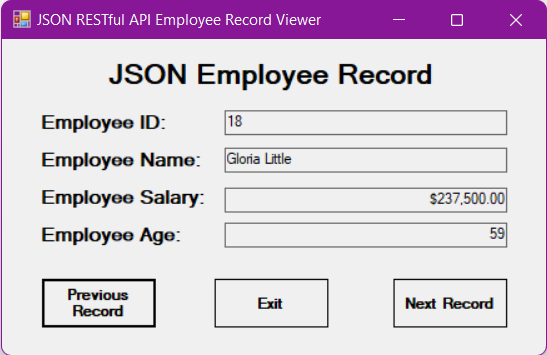 JSON RESTful API Employee Record Viewer
JSON Employee Record
Employee ID: 18
Employee Name: Gloria Little
Employee Salary: $237,500.00
Employee Age: 59
Previous
Record
Exit
Next Record